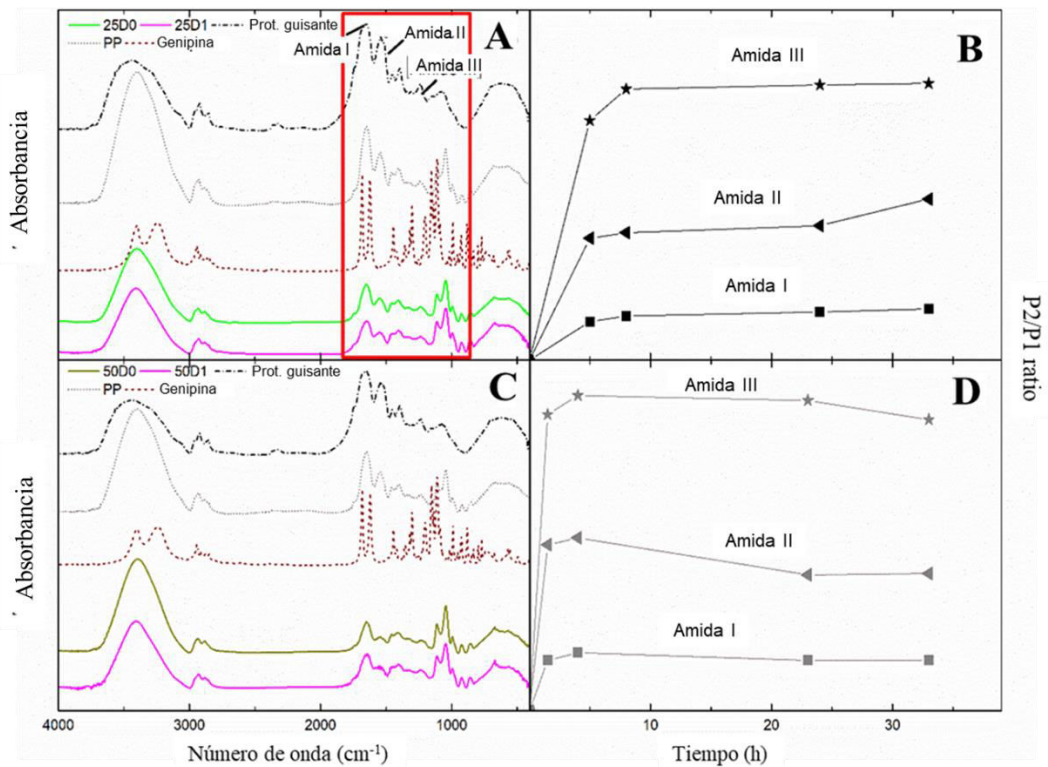 25D0 25D1 Prot. guisante
PP Genipina
A
Amida I
Amida II
Amida III
Absorbancia
B
Amida III
Amida II
Amida I
P2/P1 ratio
50D0 50D1 Prot. guisante
PP Genipina
C
Absorbancia
4000 3000 2000 1000
Número de onda (cm-1)
D
Amida III
Amida II
Amida I
10 20 30
Tiempo (h)